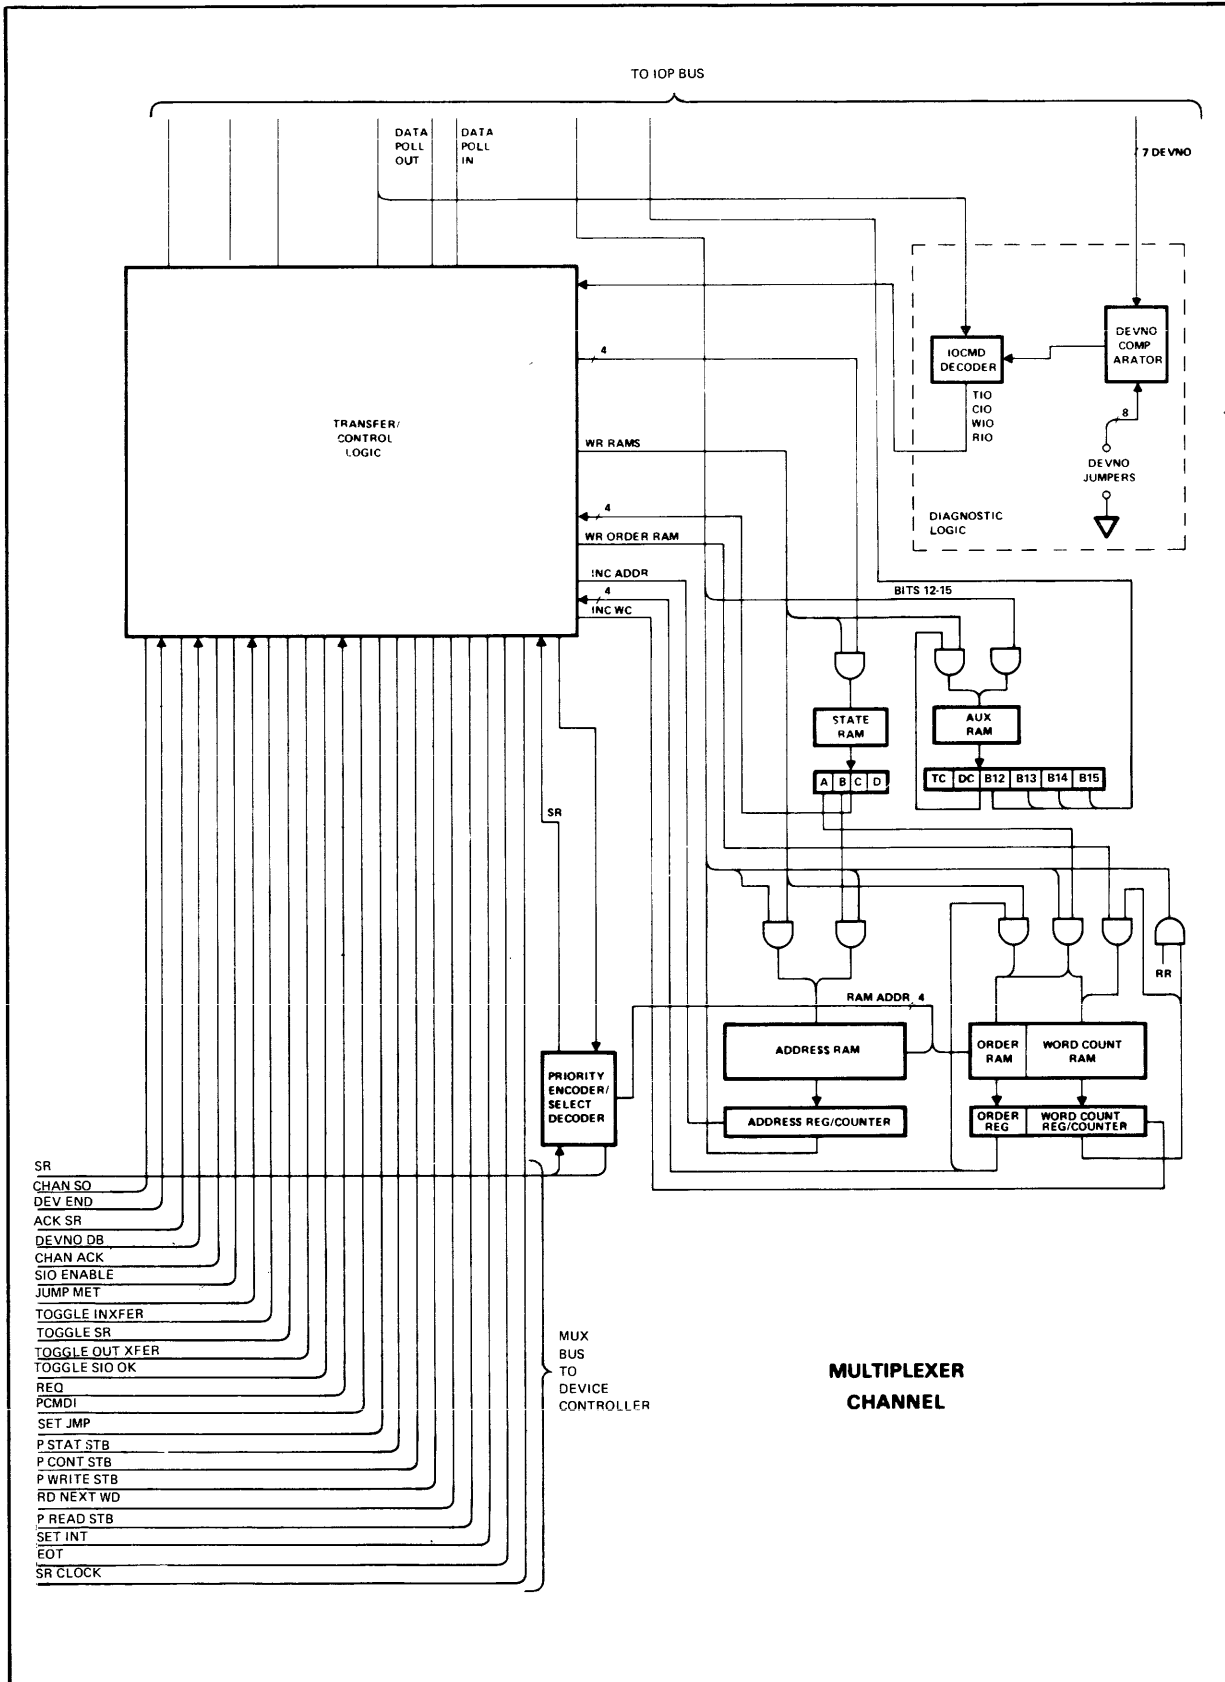 TO IOP BUS
DATA
POLL
OUT
DATA
POLL
IN
7 DEVNO
DEVNO
COMP
ARATOR
IOCMD
DECODER
TIO
CIO
WIO
RIO
8
DEVNO
JUMPERS
DIAGNOSTIC
LOGIC
TRANSFER/
CONTROL
LOGIC
4
WR RAMS
4
WR ORDER RAM
INC ADDR
4
INC WC
BITS 12-15
STATE
RAM
AUX
RAM
A B C D
TC DC B12 B13 B14 B15
SR
RR
RAM ADDR 4
ADDRESS RAM
ORDER
RAM
WORD COUNT
RAM
PRIORITY
ENCODER/
SELECT
DECODER
ADDRESS REG/COUNTER
ORDER
REG
WORD COUNT
REG/COUNTER
SR
CHAN SO
DEV END
ACK SR
DEVNO DB
CHAN ACK
SIO ENABLE
JUMP MET
TOGGLE INXFER
TOGGLE SR
TOGGLE OUT XFER
TOGGLE SIO OK
REQ
PCMDI
SET JMP
P STAT STB
P CONT STB
P WRITE STB
RD NEXT WD
P READ STB
SET INT
EOT
SR CLOCK
MUX
BUS
TO
DEVICE
CONTROLLER
MULTIPLEXER
CHANNEL